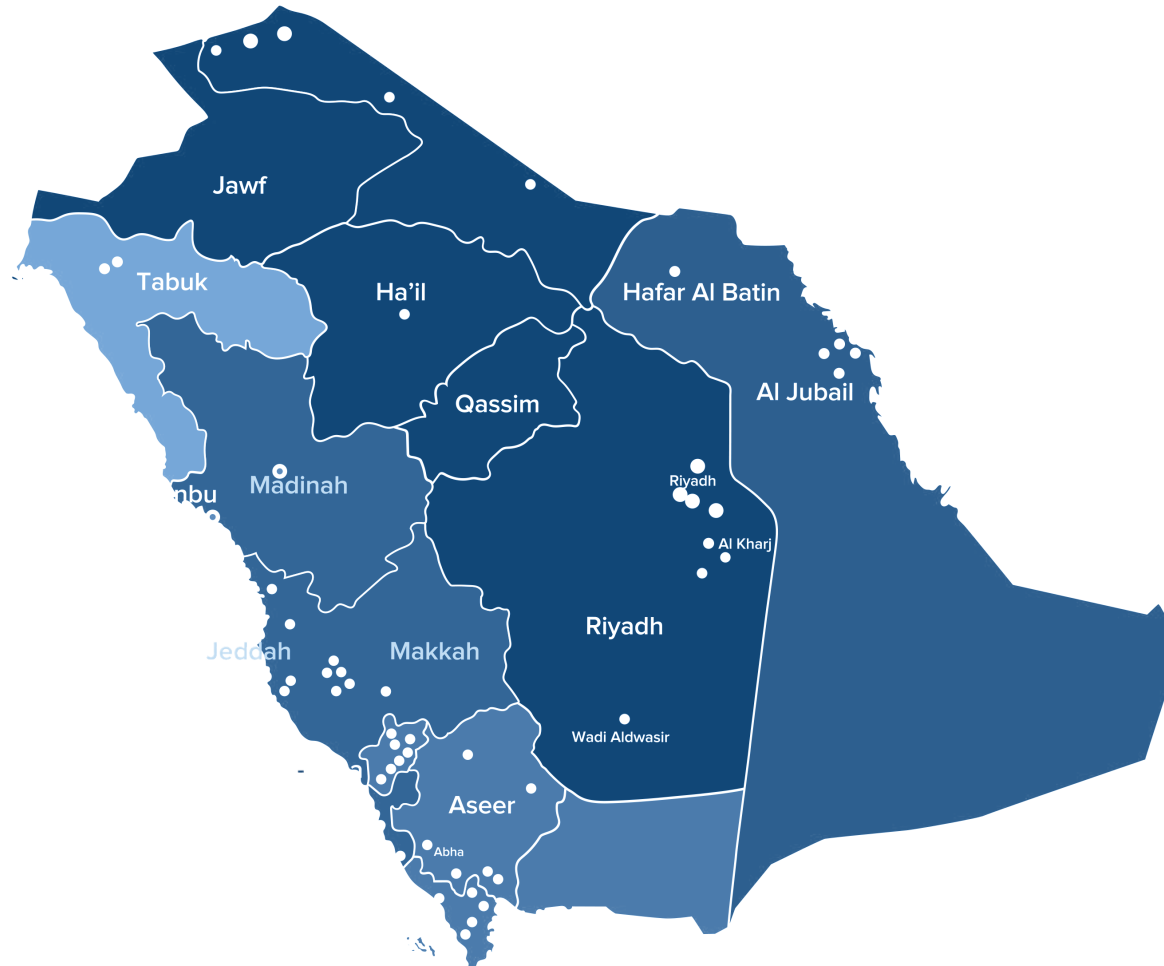 Jawf
Tabuk
Ha’il
Hafar Al Batin
Al Jubail
Qassim
Riyadh
Madinah
nbu
Al Kharj
Riyadh
Jeddah
Makkah
Wadi Aldwasir
Aseer
Abha